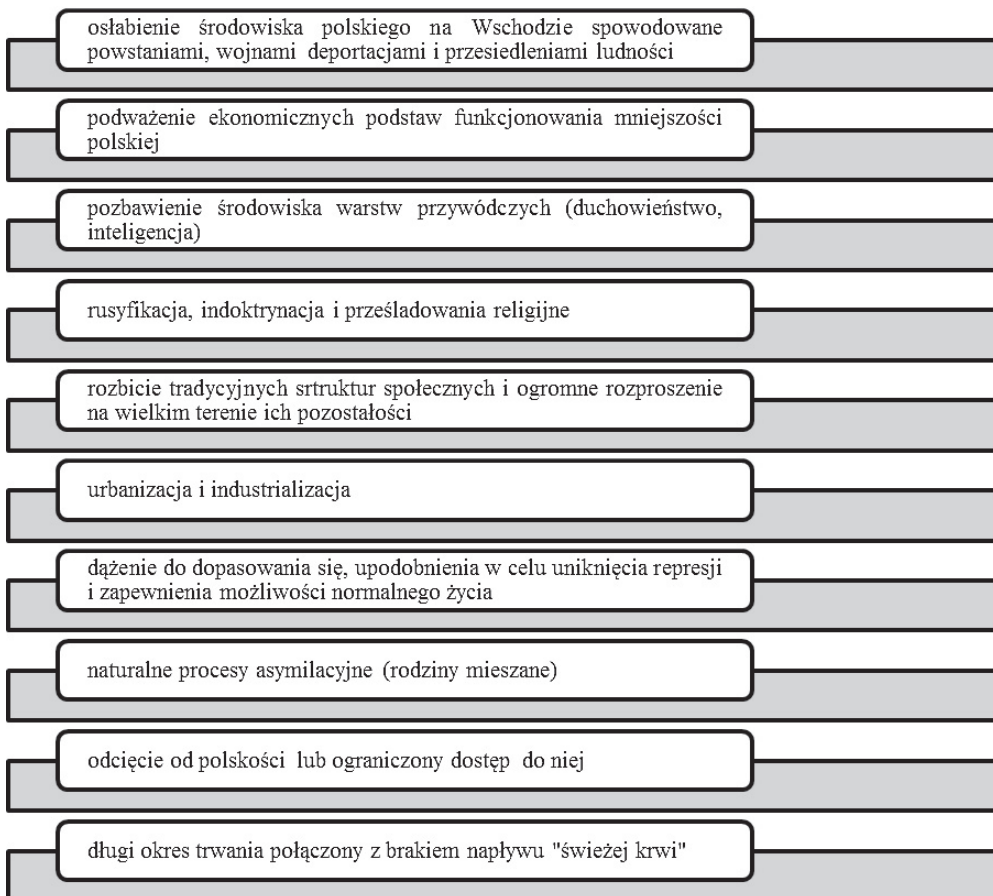 osłabienie środowiska polskiego na Wschodzie spowodowane
powstaniami, wojnami deportacjami i przesiedleniami ludności
podważenie ekonomicznych podstaw funkcjonowania mniejszości
polskiej
pozbawienie środowiska warstw przywódczych (duchowieństwo,
inteligencja)
rusyfikacja, indoktrynacja i prześladowania religijne
rozbicie tradycyjnych srtruktur społecznych i ogromne rozproszenie
na wielkim terenie ich pozostałości
urbanizacja i industrializacja
dążenie do dopasowania się, upodobnienia w celu uniknięcia represji
i zapewnienia możliwości normalnego życia
naturalne procesy asymilacyjne (rodziny mieszane)
odcięcie od polskości lub ograniczony dostęp do niej
długi okres trwania połączony z brakiem napływu "świeżej krwi"